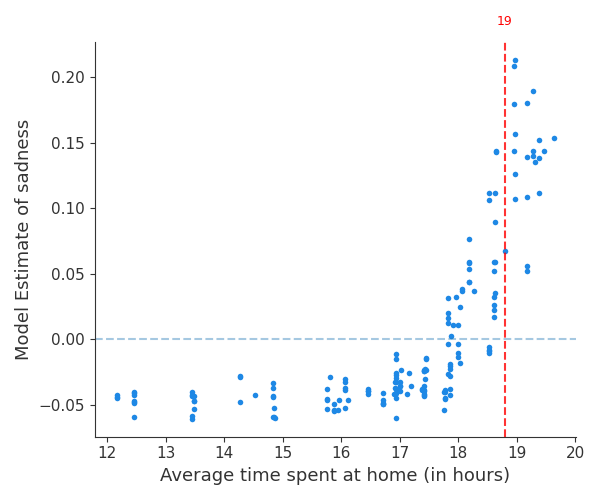 19
0.20
0.15
0.10
0.05
0.00
−0.05
Model Estimate of sadness
12 13 14 15 16 17 18 19 20
Average time spent at home (in hours)